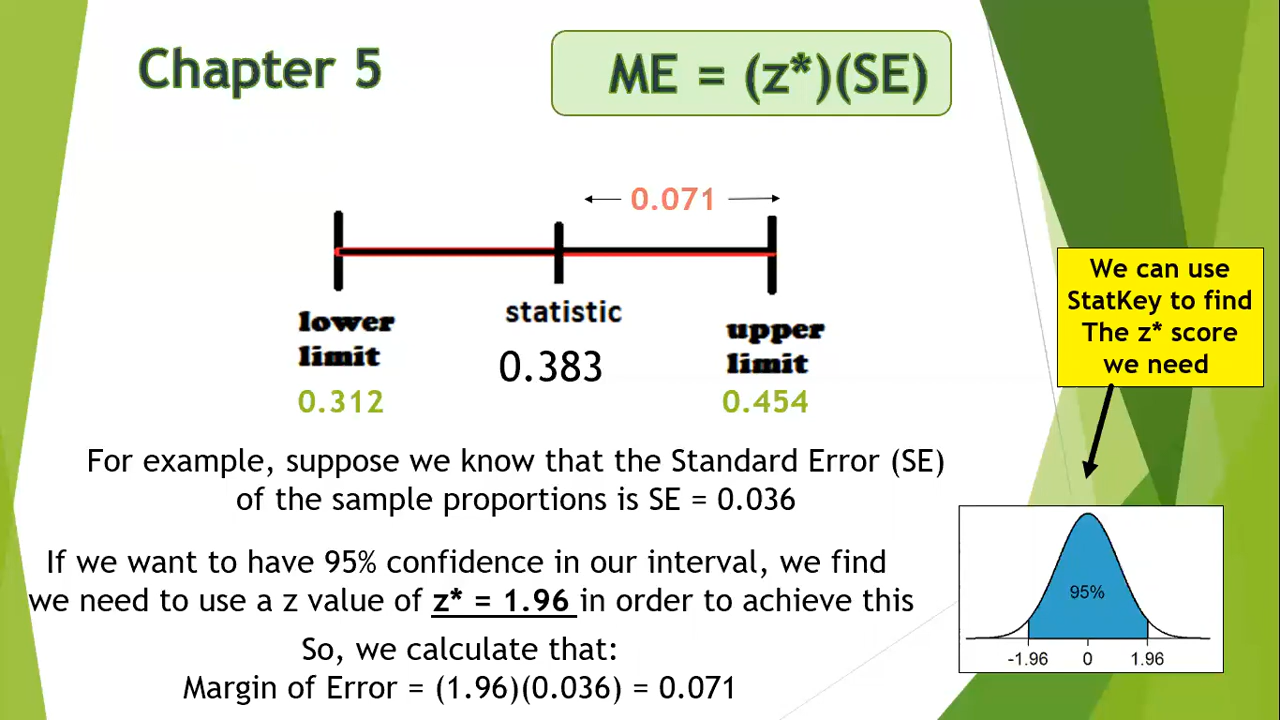 Chapter 5
ME = (z*)(SE)
0.071
lower
limit
0.312
statistic
0.383
upper
limit
0.454
We can use
StatKey to find
The z* score
we need
For example, suppose we know that the Standard Error (SE)
of the sample proportions is SE = 0.036
If we want to have 95% confidence in our interval, we find
we need to use a z value of z* = 1.96 in order to achieve this
So, we calculate that:
Margin of Error = (1.96)(0.036) = 0.071
95%
-1.96 0 1.96